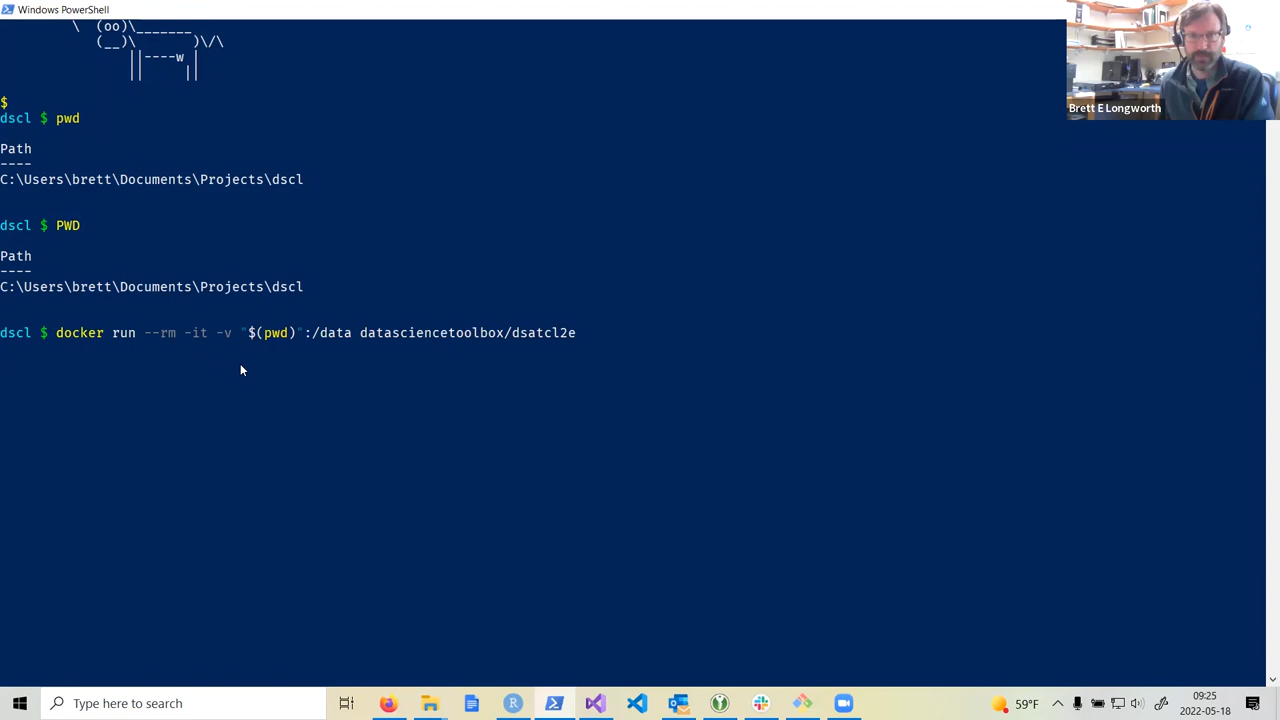 Windows PowerShell
\  (oo)\_______
(__)\       )\/\
||----w |
||     ||
$
dscl $ pwd
Path
----
C:\Users\brett\Documents\Projects\dscl
dscl $ PWD
Path
----
C:\Users\brett\Documents\Projects\dscl
dscl $ docker run --rm -it -v "$(pwd)":/data datasciencetoolbox/dsatcl2e
Brett E Longworth
Type here to search
59°F
09:25
2022-05-18